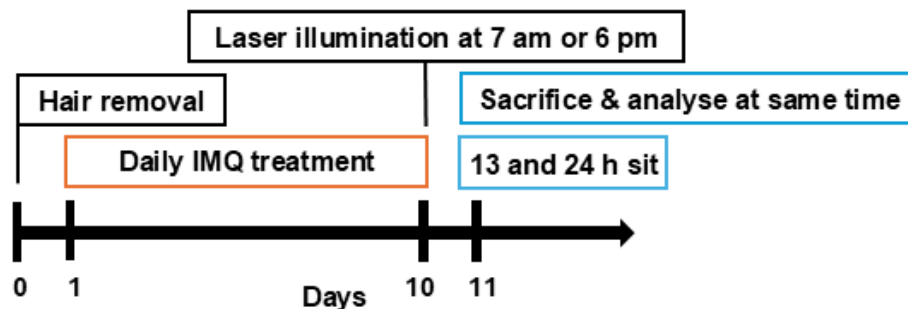 Laser illumination at 7 am or 6 pm
Hair removal
Sacrifice & analyse at same time
Daily IMQ treatment
13 and 24 h sit
0
1
Days
10
11